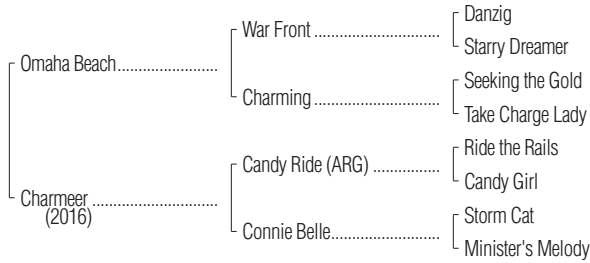 Danzig
War Front ........................................
Starry Dreamer
Omaha Beach................................
Seeking the Gold
Charming ........................................
Take Charge Lady
Ride the Rails
Candy Ride (ARG) .....................
Candy Girl
Charmeer ........................................
(2016)
Storm Cat
Connie Belle...................................
Minister's Melody